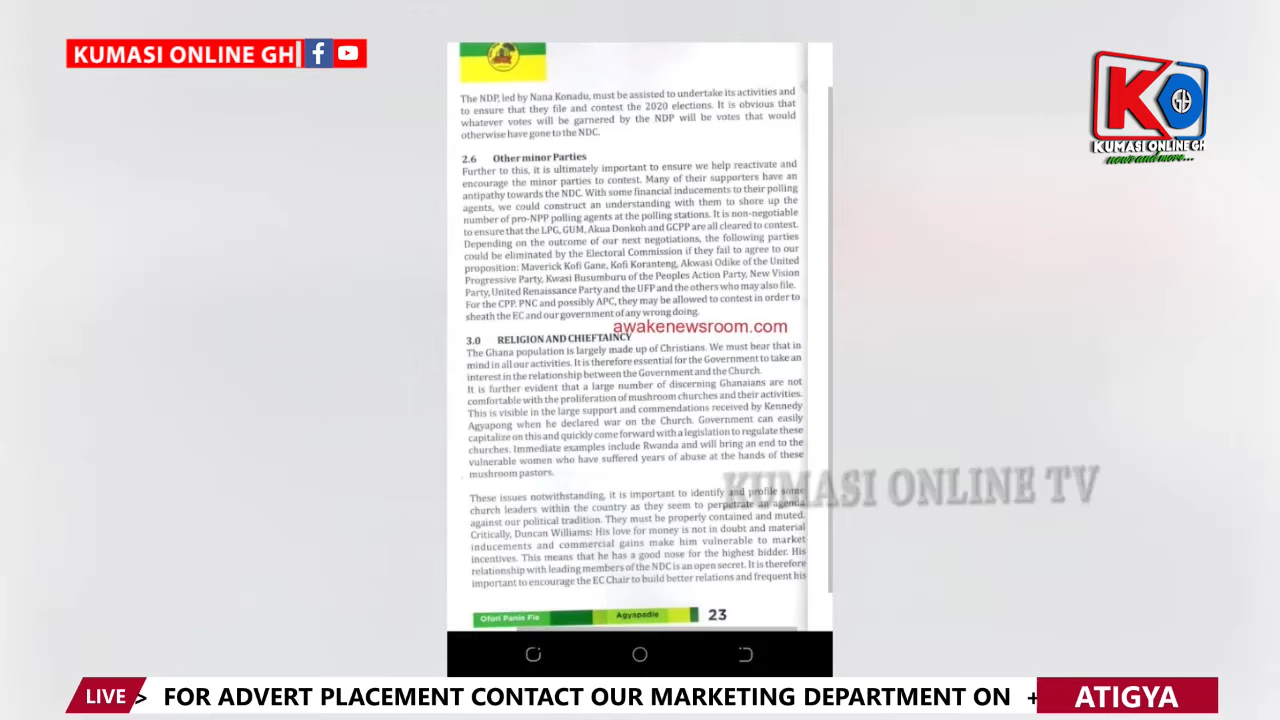 KUMASI ONLINE GH
The NDP, led by Nana Konadu, must be assisted to undertake its activities and
to ensure that they file and contest the 2020 elections. It is obvious that
whatever votes will be garnered by the NDP will be votes that would
otherwise have gone to the NDC.
2.6 Other minor Parties
Further to this, it is ultimately important to ensure we help reactivate and
encourage the minor parties to contest. Many of their supporters have an
antipathy towards the NDC. With some financial inducements to their polling
agents, we could construct an understanding with them to shore up the
number of pro-NPP polling agents at the polling stations. It is non-negotiable
to ensure that the LPG, GUM, Akua Donkoh and GCPP are all cleared to contest.
Depending on the outcome of our next negotiations, the following parties
could be eliminated by the Electoral Commission if they fail to agree to our
proposition: Maverick Kofi Gane, Kofi Koranteng, Akwasi Odike of the United
Progressive Party, Kwasi Busumburu of the Peoples Action Party, New Vision
Party, United Renaissance Party and the UFP and the others who may also file.
For the CPP, PNC and possibly APC, they may be allowed to contest in order to
sheath the EC and our government of any wrong doing.
awakenewsroom.com
3.0 RELIGION AND CHIEFTAINCY
The Ghana population is largely made up of Christians. We must bear that in
mind in all our activities. It is therefore essential for the Government to take an
interest in the relationship between the Government and the Church.
It is further evident that a large number of discerning Ghanaians are not
comfortable with the proliferation of mushroom churches and their activities.
This is visible in the large support and commendations received by Kennedy
Agyapong when he declared war on the Church. Government can easily
capitalize on this and quickly come forward with a legislation to regulate these
churches. Immediate examples include Rwanda and will bring an end to the
vulnerable women who have suffered years of abuse at the hands of these
mushroom pastors.
These issues notwithstanding, it is important to identify and profile some
church leaders within the country as they seem to perpetrate an agenda
against our political tradition. They must be properly contained and muted.
Critically, Duncan Williams: His love for money is not in doubt and material
inducements and commercial gains make him vulnerable to market
incentives. This means that he has a good nose for the highest bidder. His
relationship with leading members of the NDC is an open secret. It is therefore
important to encourage the EC Chair to build better relations and frequent his
Ofori Panin Fie Agyapadie 23
KO GH
KUMASI ONLINE GH
news and more...
KUMASI ONLINE TV
LIVE > FOR ADVERT PLACEMENT CONTACT OUR MARKETING DEPARTMENT ON + ATIGYA